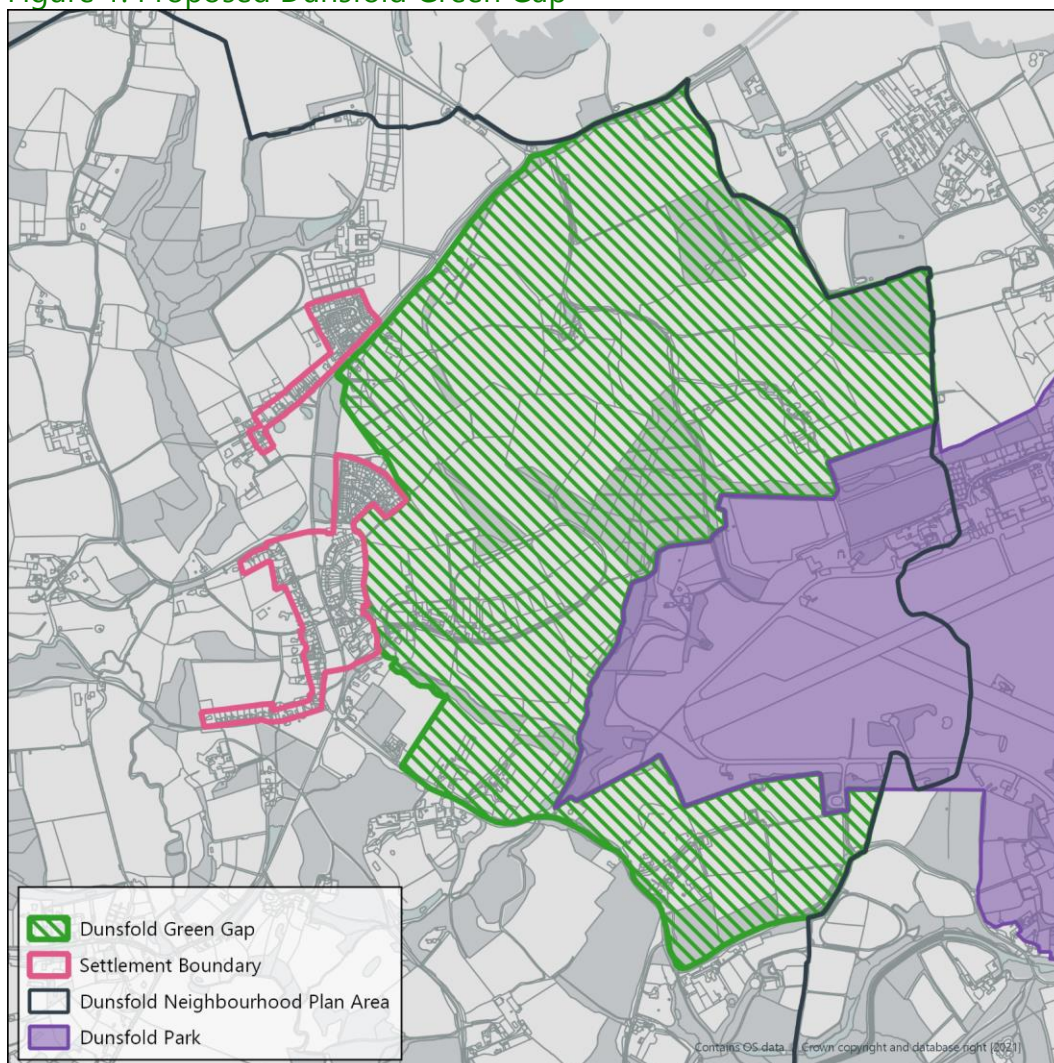 Figure 4: Proposed Dunsfold Green Gap
Dunsfold Green Gap
Settlement Boundary
Dunsfold Neighbourhood Plan Area
Dunsfold Park
Contains OS data © Crown copyright and database right [2021]